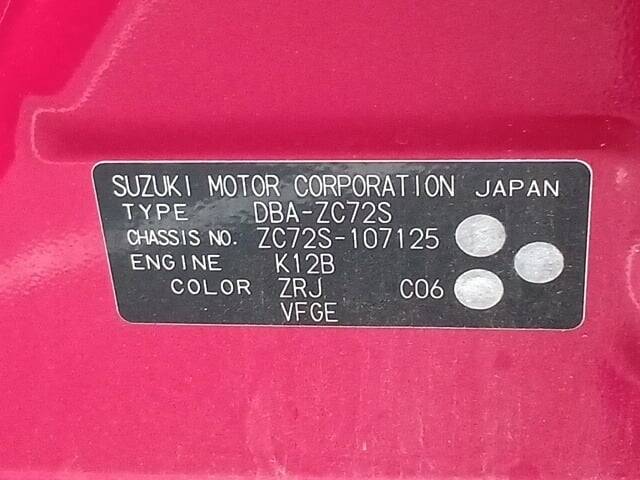 SUZUKI MOTOR CORPORATION JAPAN
TYPE DBA-ZC72S
CHASSIS NO. ZC72S-107125
ENGINE K12B
COLOR ZRJ C06
VFGE